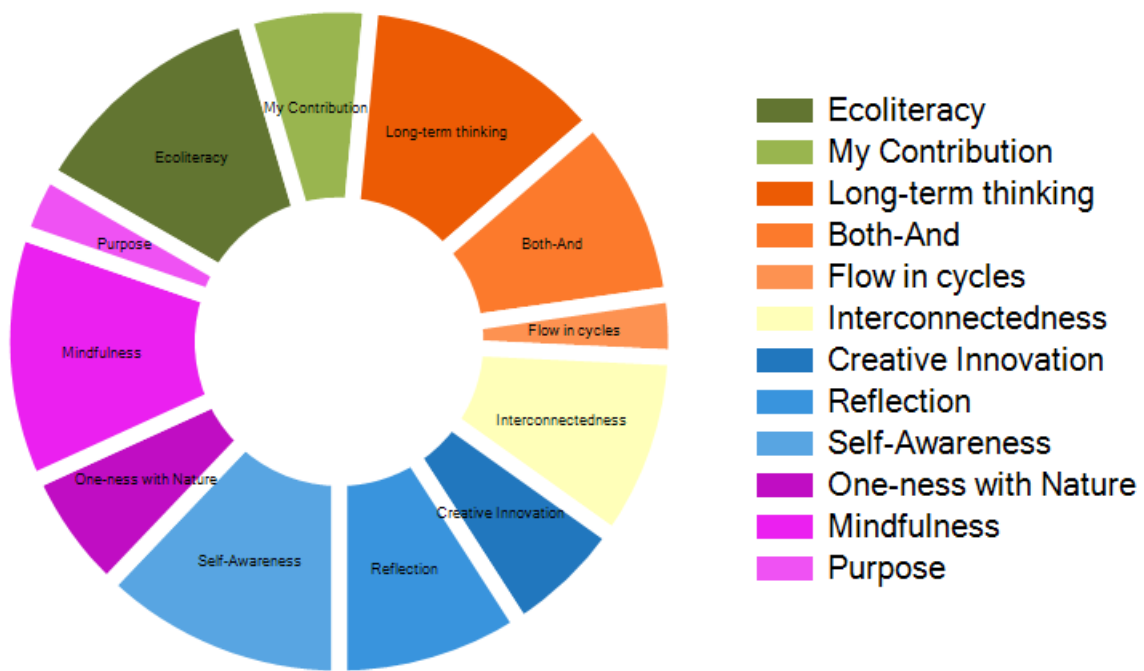 My Contribution
Long-term thinking
Ecoliteracy
Both-And
Purpose
Flow in cycles
Mindfulness
Interconnectedness
One-ness with Nature
Creative Innovation
Self-Awareness
Reflection
Ecoliteracy
My Contribution
Long-term thinking
Both-And
Flow in cycles
Interconnectedness
Creative Innovation
Reflection
Self-Awareness
One-ness with Nature
Mindfulness
Purpose